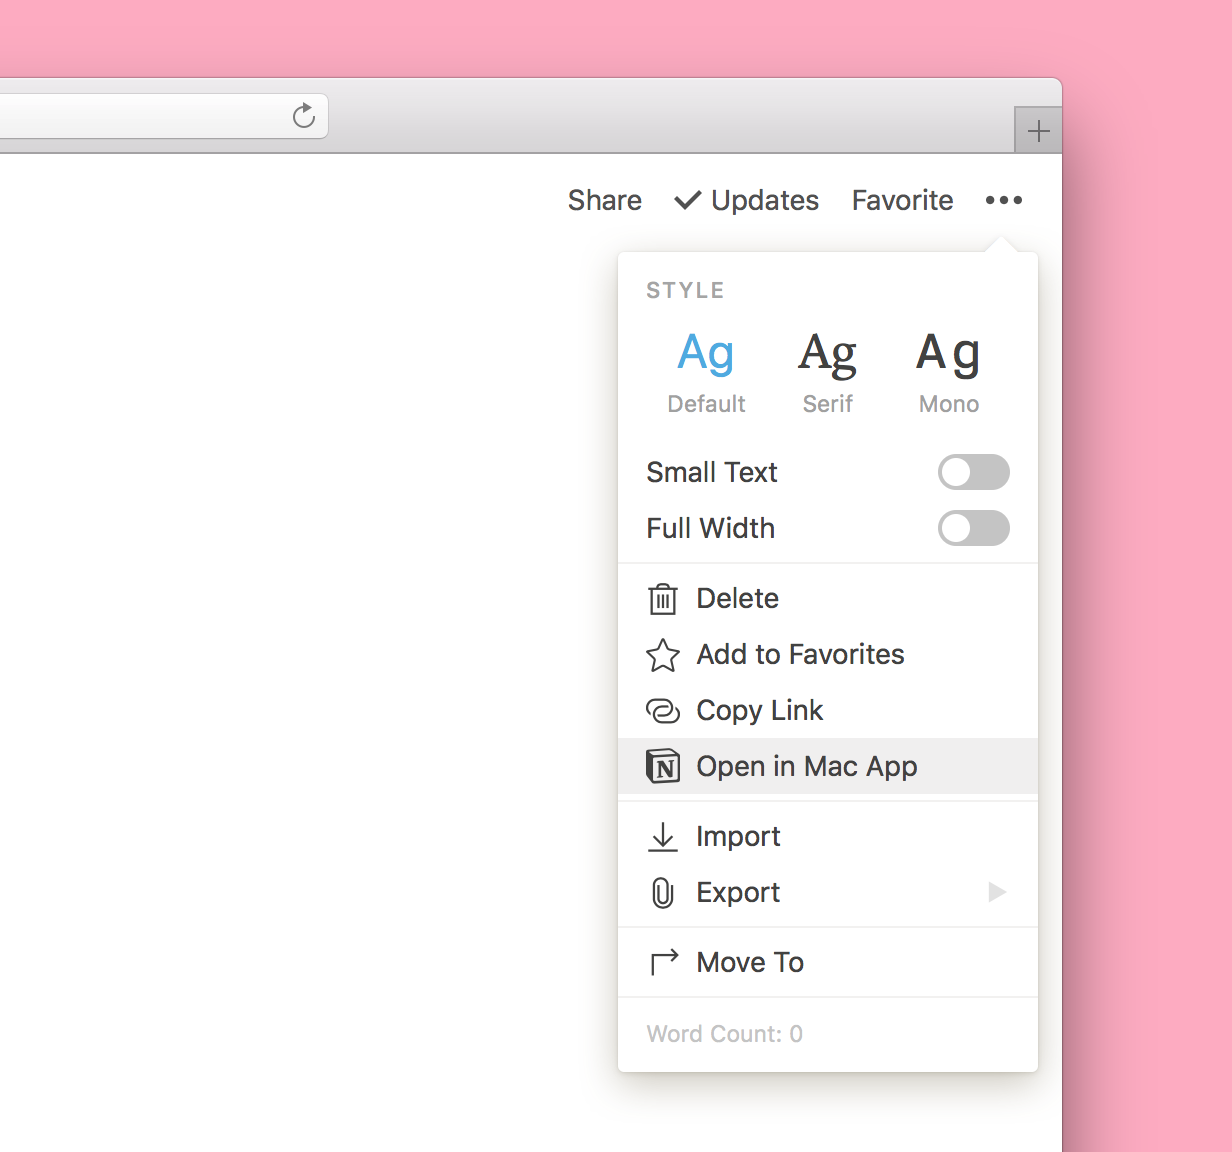 Share Updates Favorite
STYLE
Ag Ag Ag
Default Serif Mono
Small Text
Full Width
Delete
Add to Favorites
Copy Link
N Open in Mac App
Import
Export
Move To
Word Count: 0